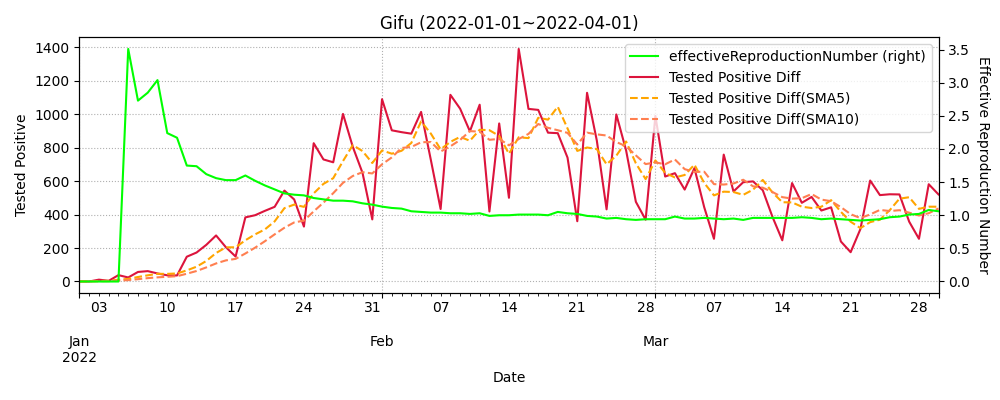 Gifu (2022-01-01~2022-04-01)
effectiveReproductionNumber (right)
Tested Positive Diff
Tested Positive Diff(SMA5)
Tested Positive Diff(SMA10)
Tested Positive
1400
1200
1000
800
600
400
200
0
Effective Reproduction Number
3.5
3.0
2.5
2.0
1.5
1.0
0.5
0.0
03 10 17 24 31 07 14 21 28 07 14 21 28
Jan Feb Mar
2022
Date